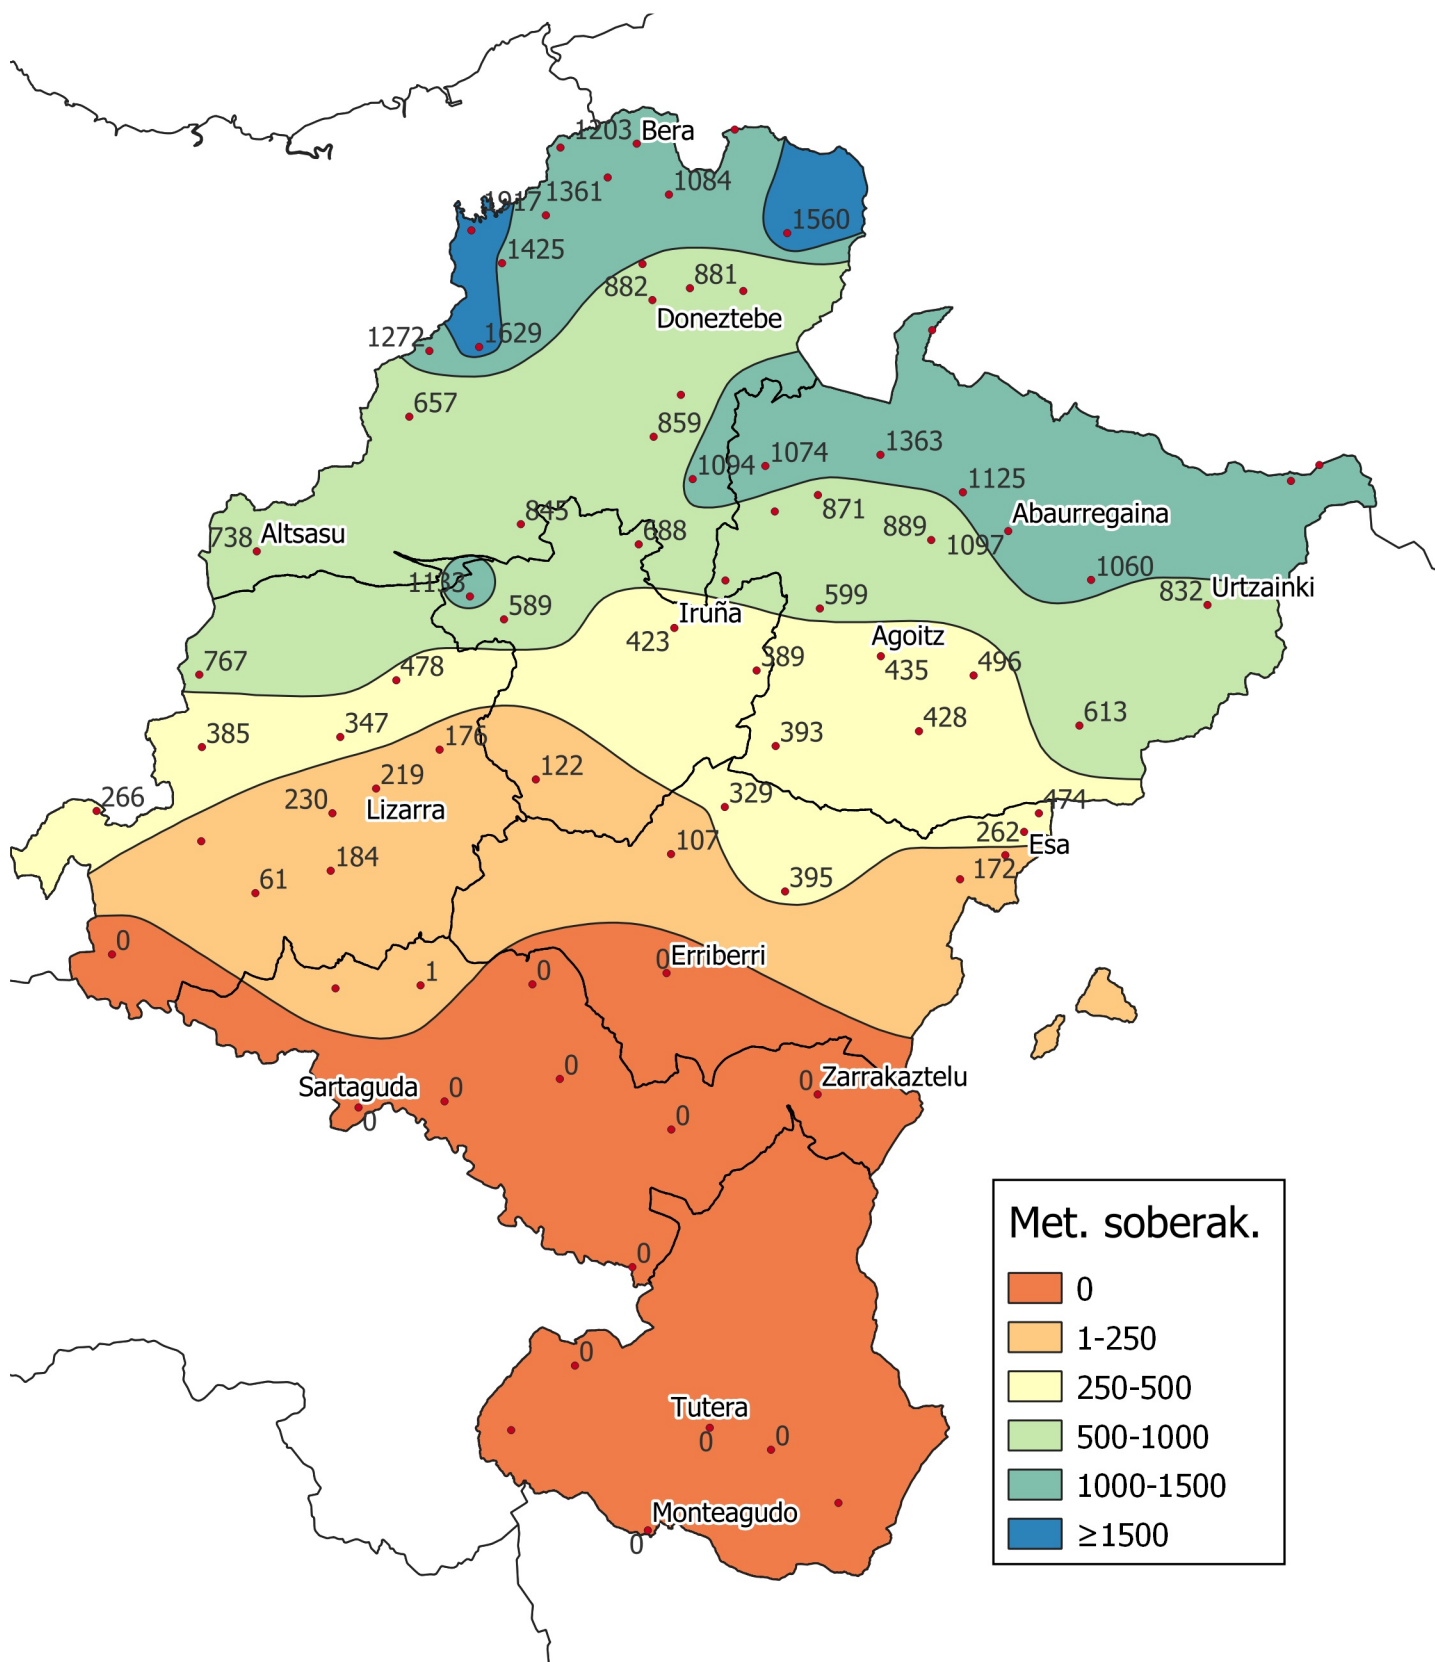 1203 Bera
1917 1361 1084
1560
1425
882 881
Doneztebe
1272 1629
657
859
1094 1074 1363
1125
871 Abaurregaina
738 Altsasu 845 688 889 1097
1133 1060
589 599 832 Urtzainki
Iruña
423 Agoitz
767 478 389 435 496
385 347 176 393 428 613
219 122
266 230 Lizarra 329 474
107 262 Esa
61 184 395 172
0 0 Erriberri
1 0
Sartaguda 0 0 0 Zarrakaztelu
0 0
0
0
Tutera
0 0
Monteagudo
0
Met. soberak.
0
1-250
250-500
500-1000
1000-1500
≥1500